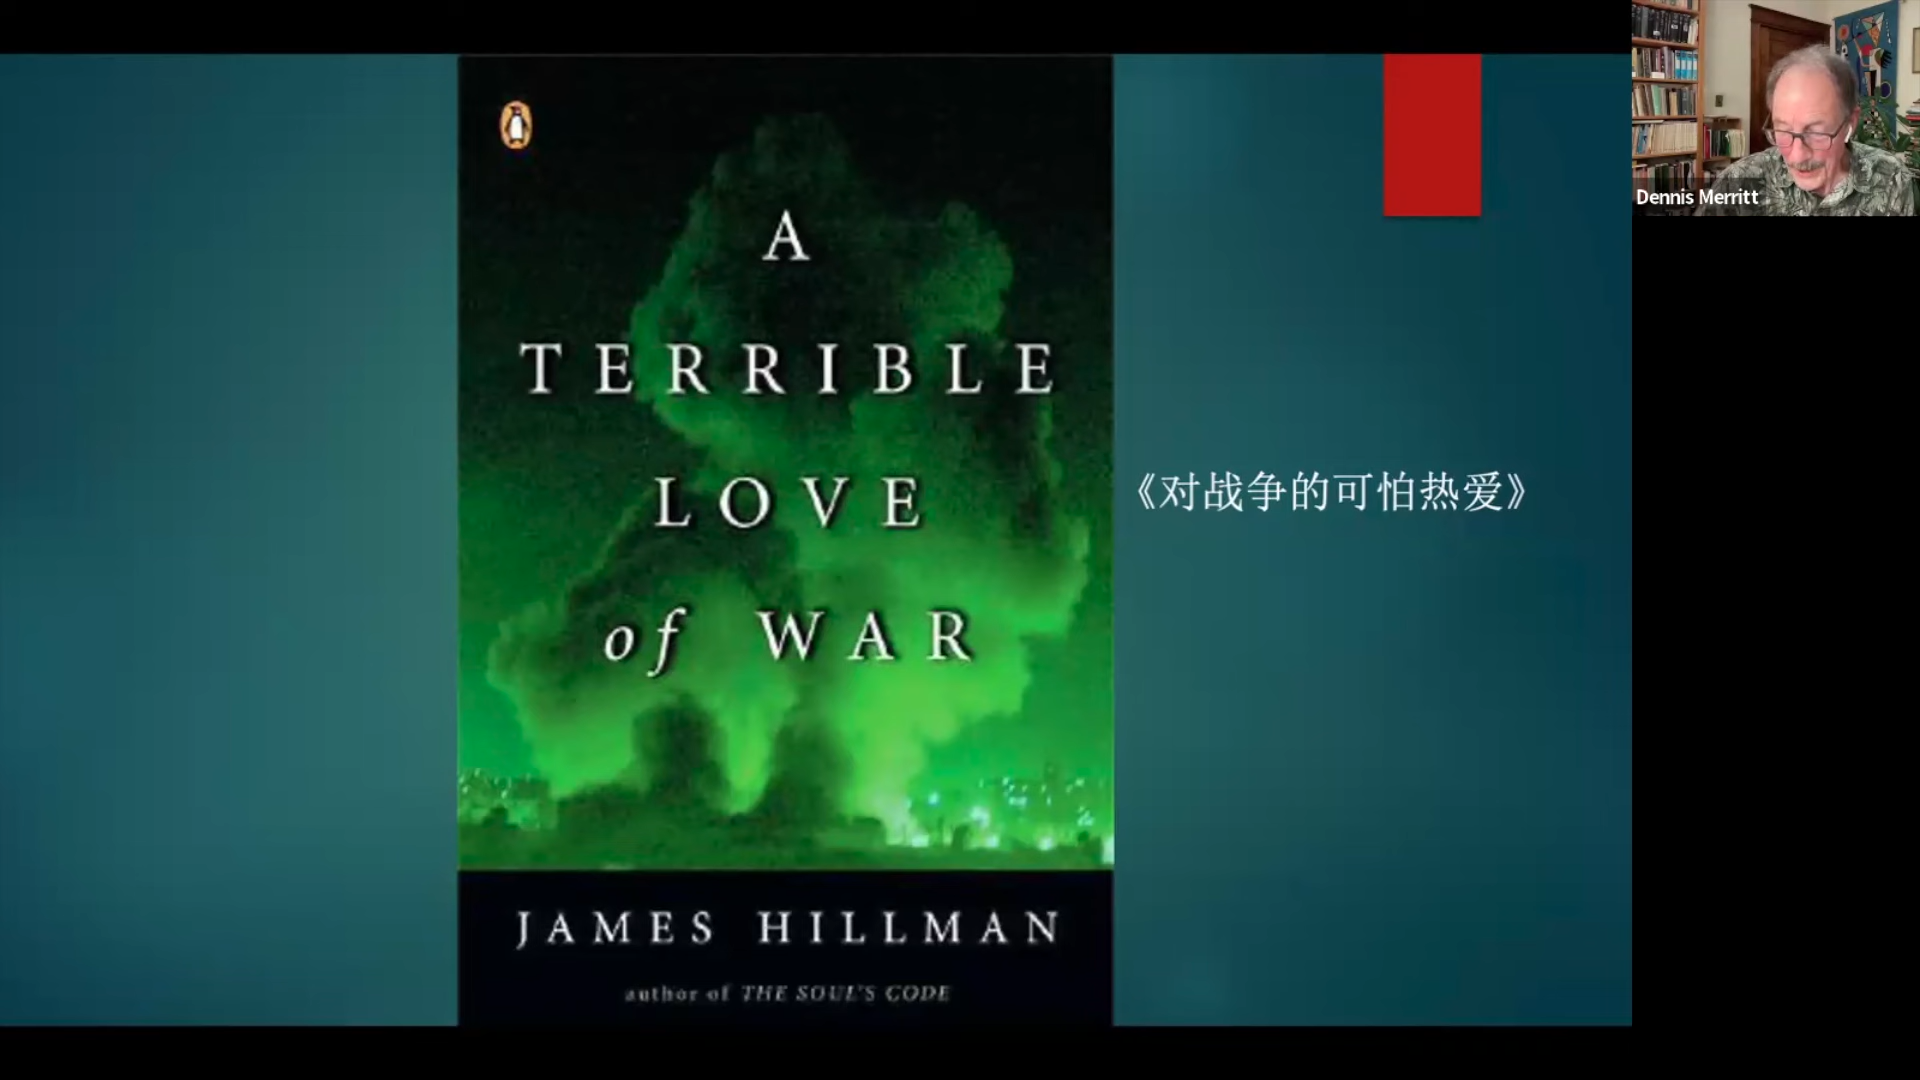 A
TERRIBLE
LOVE
of WAR
JAMES HILLMAN
author of THE SOUL'S CODE
《对战争的可怕热爱》
Dennis Merritt